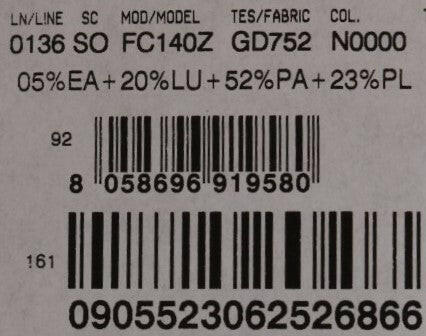 LN/LINE SC MOD/MODEL TES/FABRIC COL.
0136 SO FC140Z GD752 N0000
05%EA+20%LU+52%PA+23%PL
92
8 058696 919580
161
0905523062526866